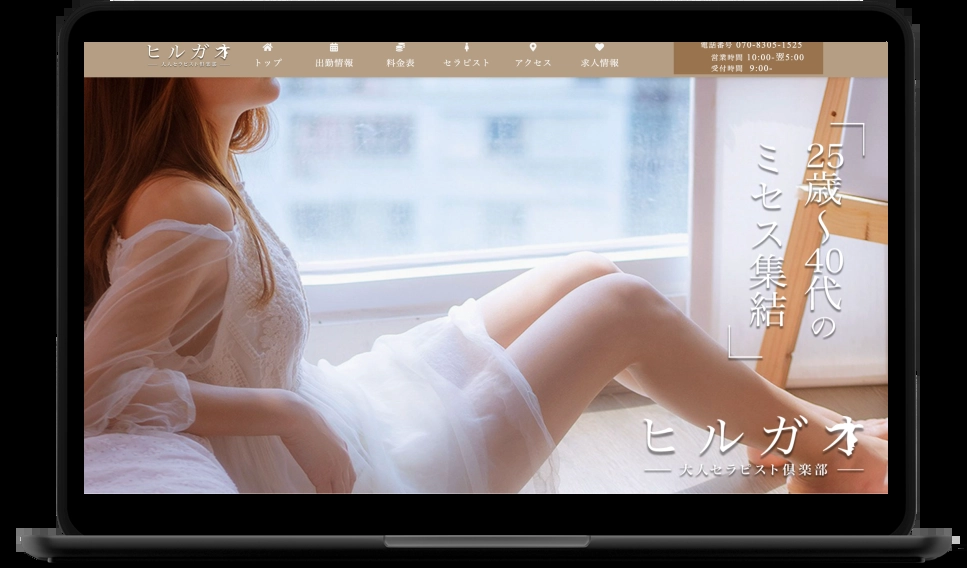 ヒルガオ
大人セラピスト倶楽部
トップ
出勤情報
料金表
セラピスト
アクセス
求人情報
電話番号 070-8305-1525
営業時間 10:00-翌5:00
受付時間 9:00-
25歳〜40代の
ミセス集結
ヒルガオ
大人セラピスト倶楽部